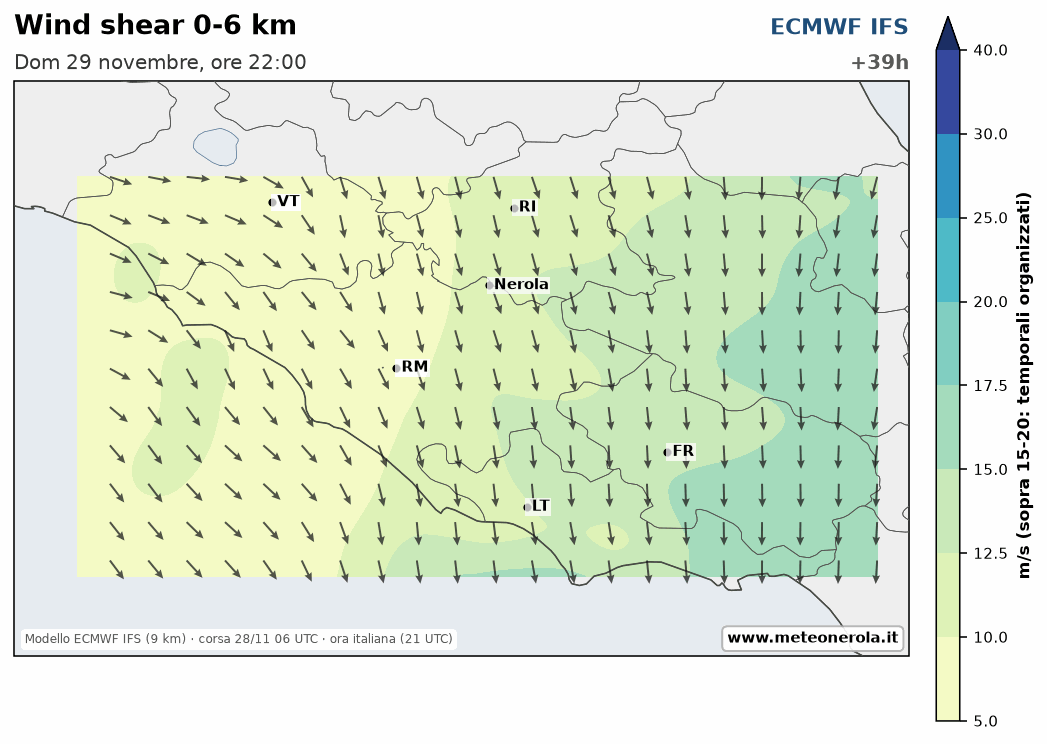 Wind shear 0-6 km
ECMWF IFS
Dom 29 novembre, ore 22:00
+39h
VT
RI
Nerola
RM
FR
LT
Modello ECMWF IFS (9 km) · corsa 28/11 06 UTC · ora italiana (21 UTC)
www.meteonerola.it
40.0
30.0
25.0
20.0
17.5
15.0
12.5
10.0
5.0
m/s (sopra 15-20: temporali organizzati)